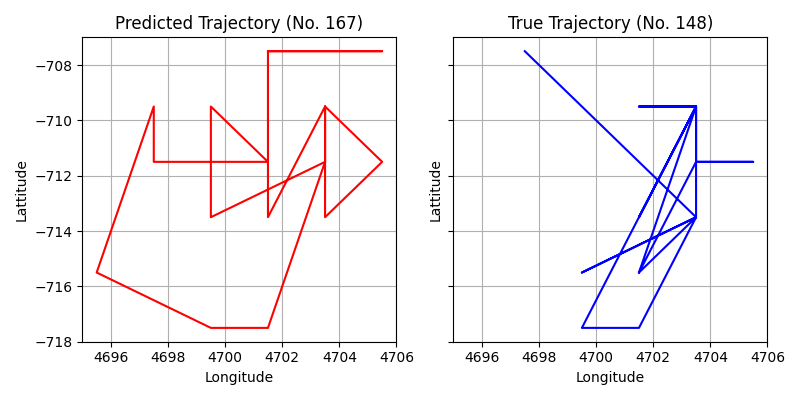 Predicted Trajectory (No. 167)
True Trajectory (No. 148)
−708
−710
−712
−714
−716
−718
Lattitude
Lattitude
4696 4698 4700 4702 4704 4706
4696 4698 4700 4702 4704 4706
Longitude
Longitude